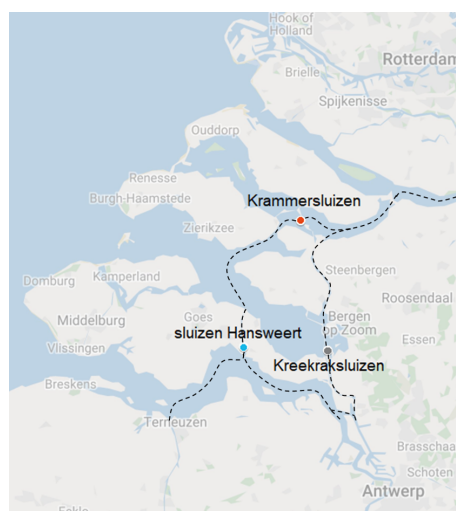 Hook of
Holland
Rotterdam
Brielle
Spijkenisse
Ouddorp
Renesse
Krammersluizen
Burgh-Haamstede
Zierikzee
Steenbergen
Domburg
Kamperland
Roosendaal
Goes
Bergen
op Zoom
Middelburg
sluizen Hansweert
Essen
Vlissingen
Kreekraksluizen
Breskens
Terneuzen
Brasschaa
Schoten
Antwerp